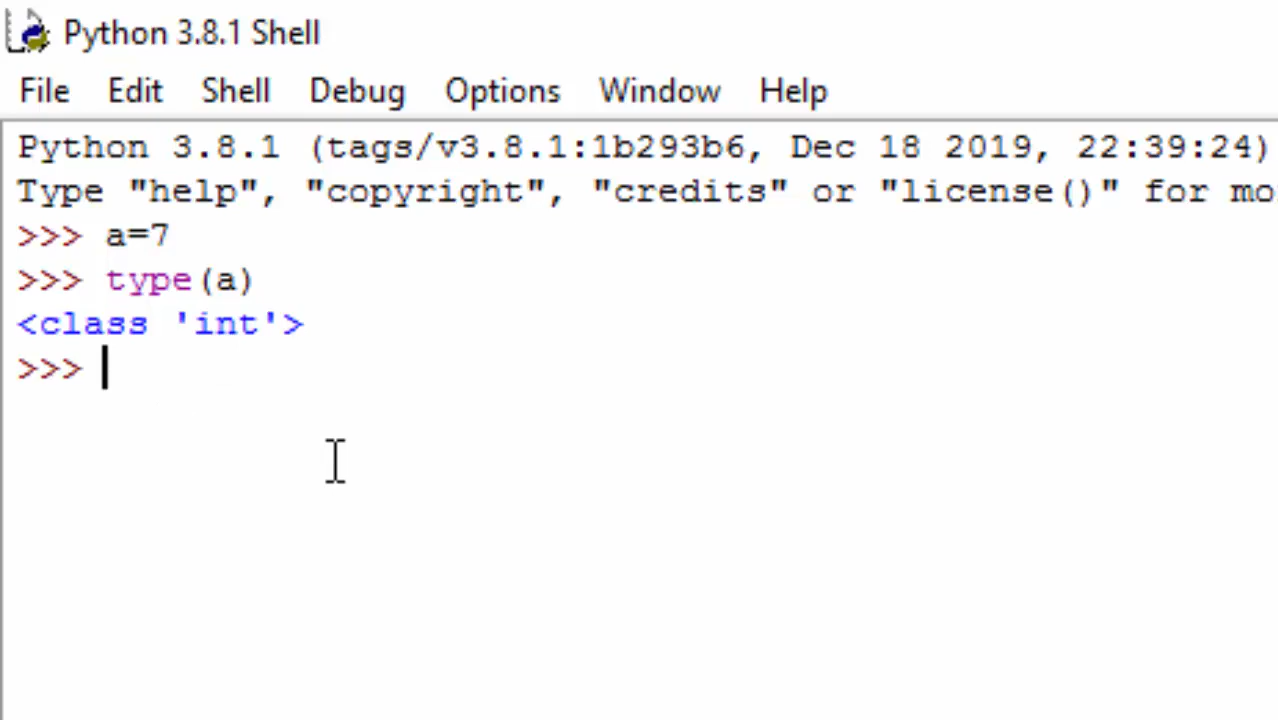 Python 3.8.1 Shell
File Edit Shell Debug Options Window Help
Python 3.8.1 (tags/v3.8.1:1b293b6, Dec 18 2019, 22:39:24)
Type "help", "copyright", "credits" or "license()" for mo
>>> a=7
>>> type(a)
<class 'int'>
>>>